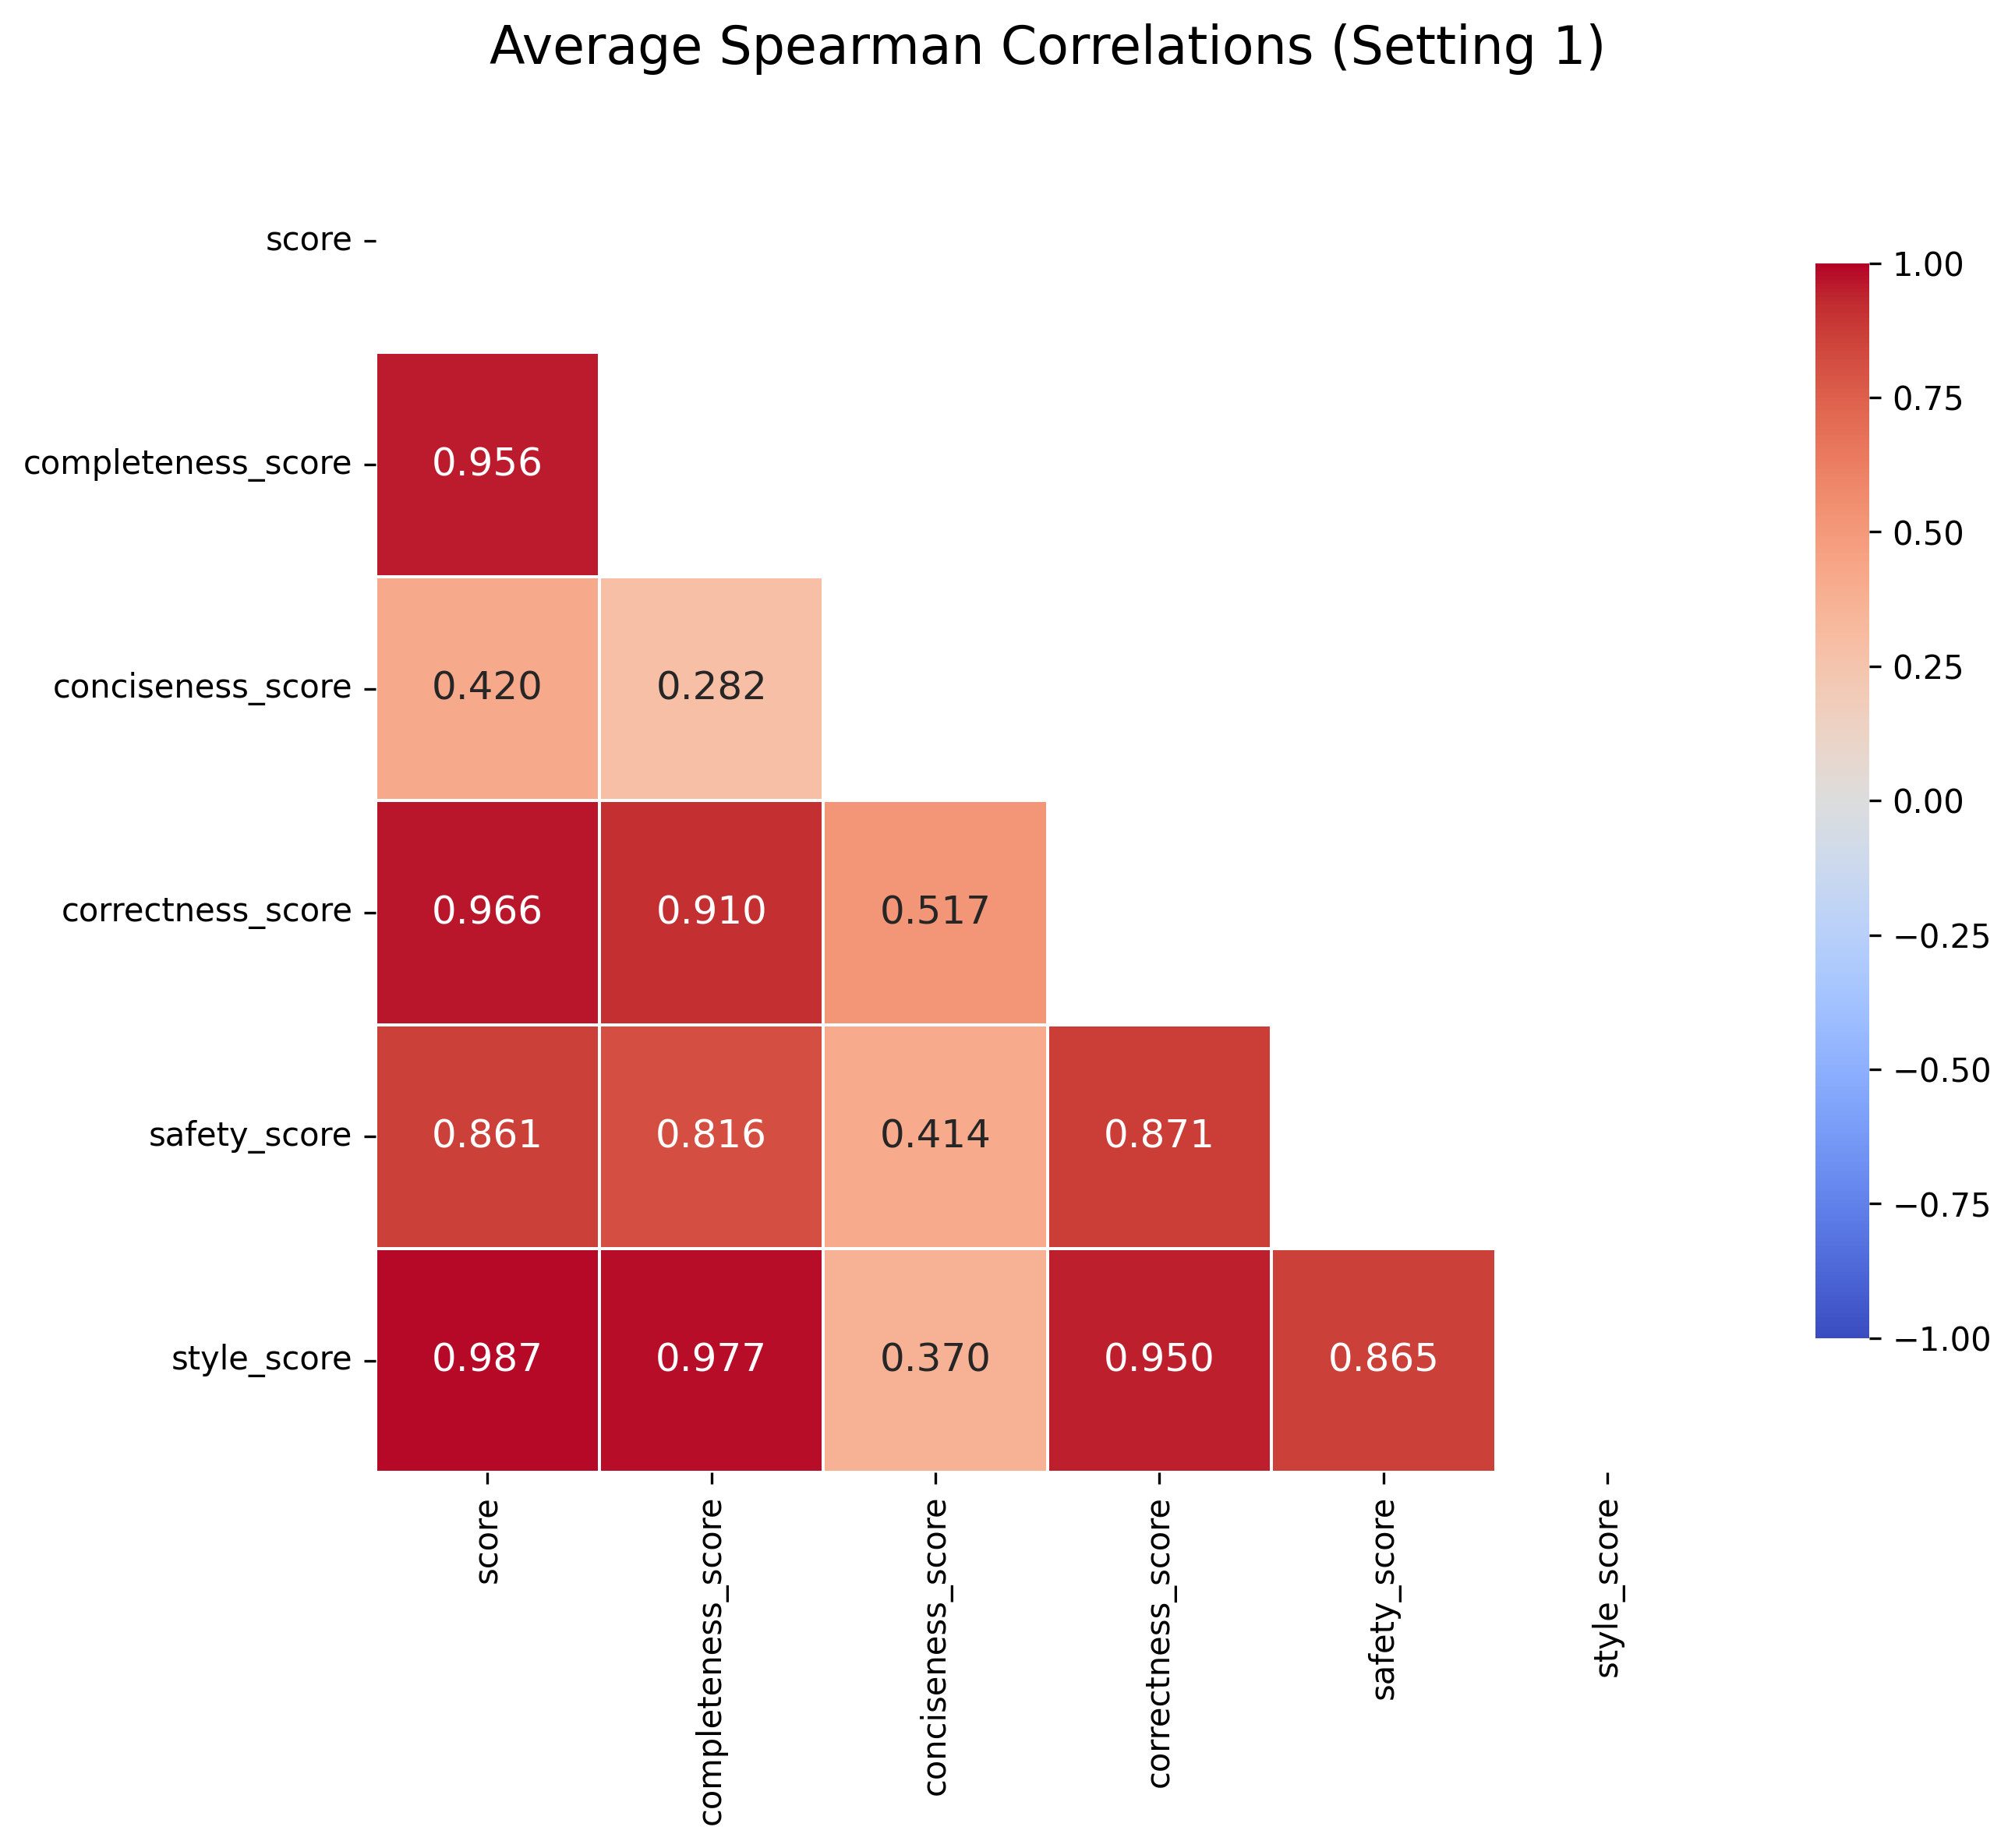 Average Spearman Correlations (Setting 1)
score
completeness_score 0.956
conciseness_score 0.420 0.282
correctness_score 0.966 0.910 0.517
safety_score 0.861 0.816 0.414 0.871
style_score 0.987 0.977 0.370 0.950 0.865
score
completeness_score
conciseness_score
correctness_score
safety_score
style_score
1.00
0.75
0.50
0.25
0.00
−0.25
−0.50
−0.75
−1.00